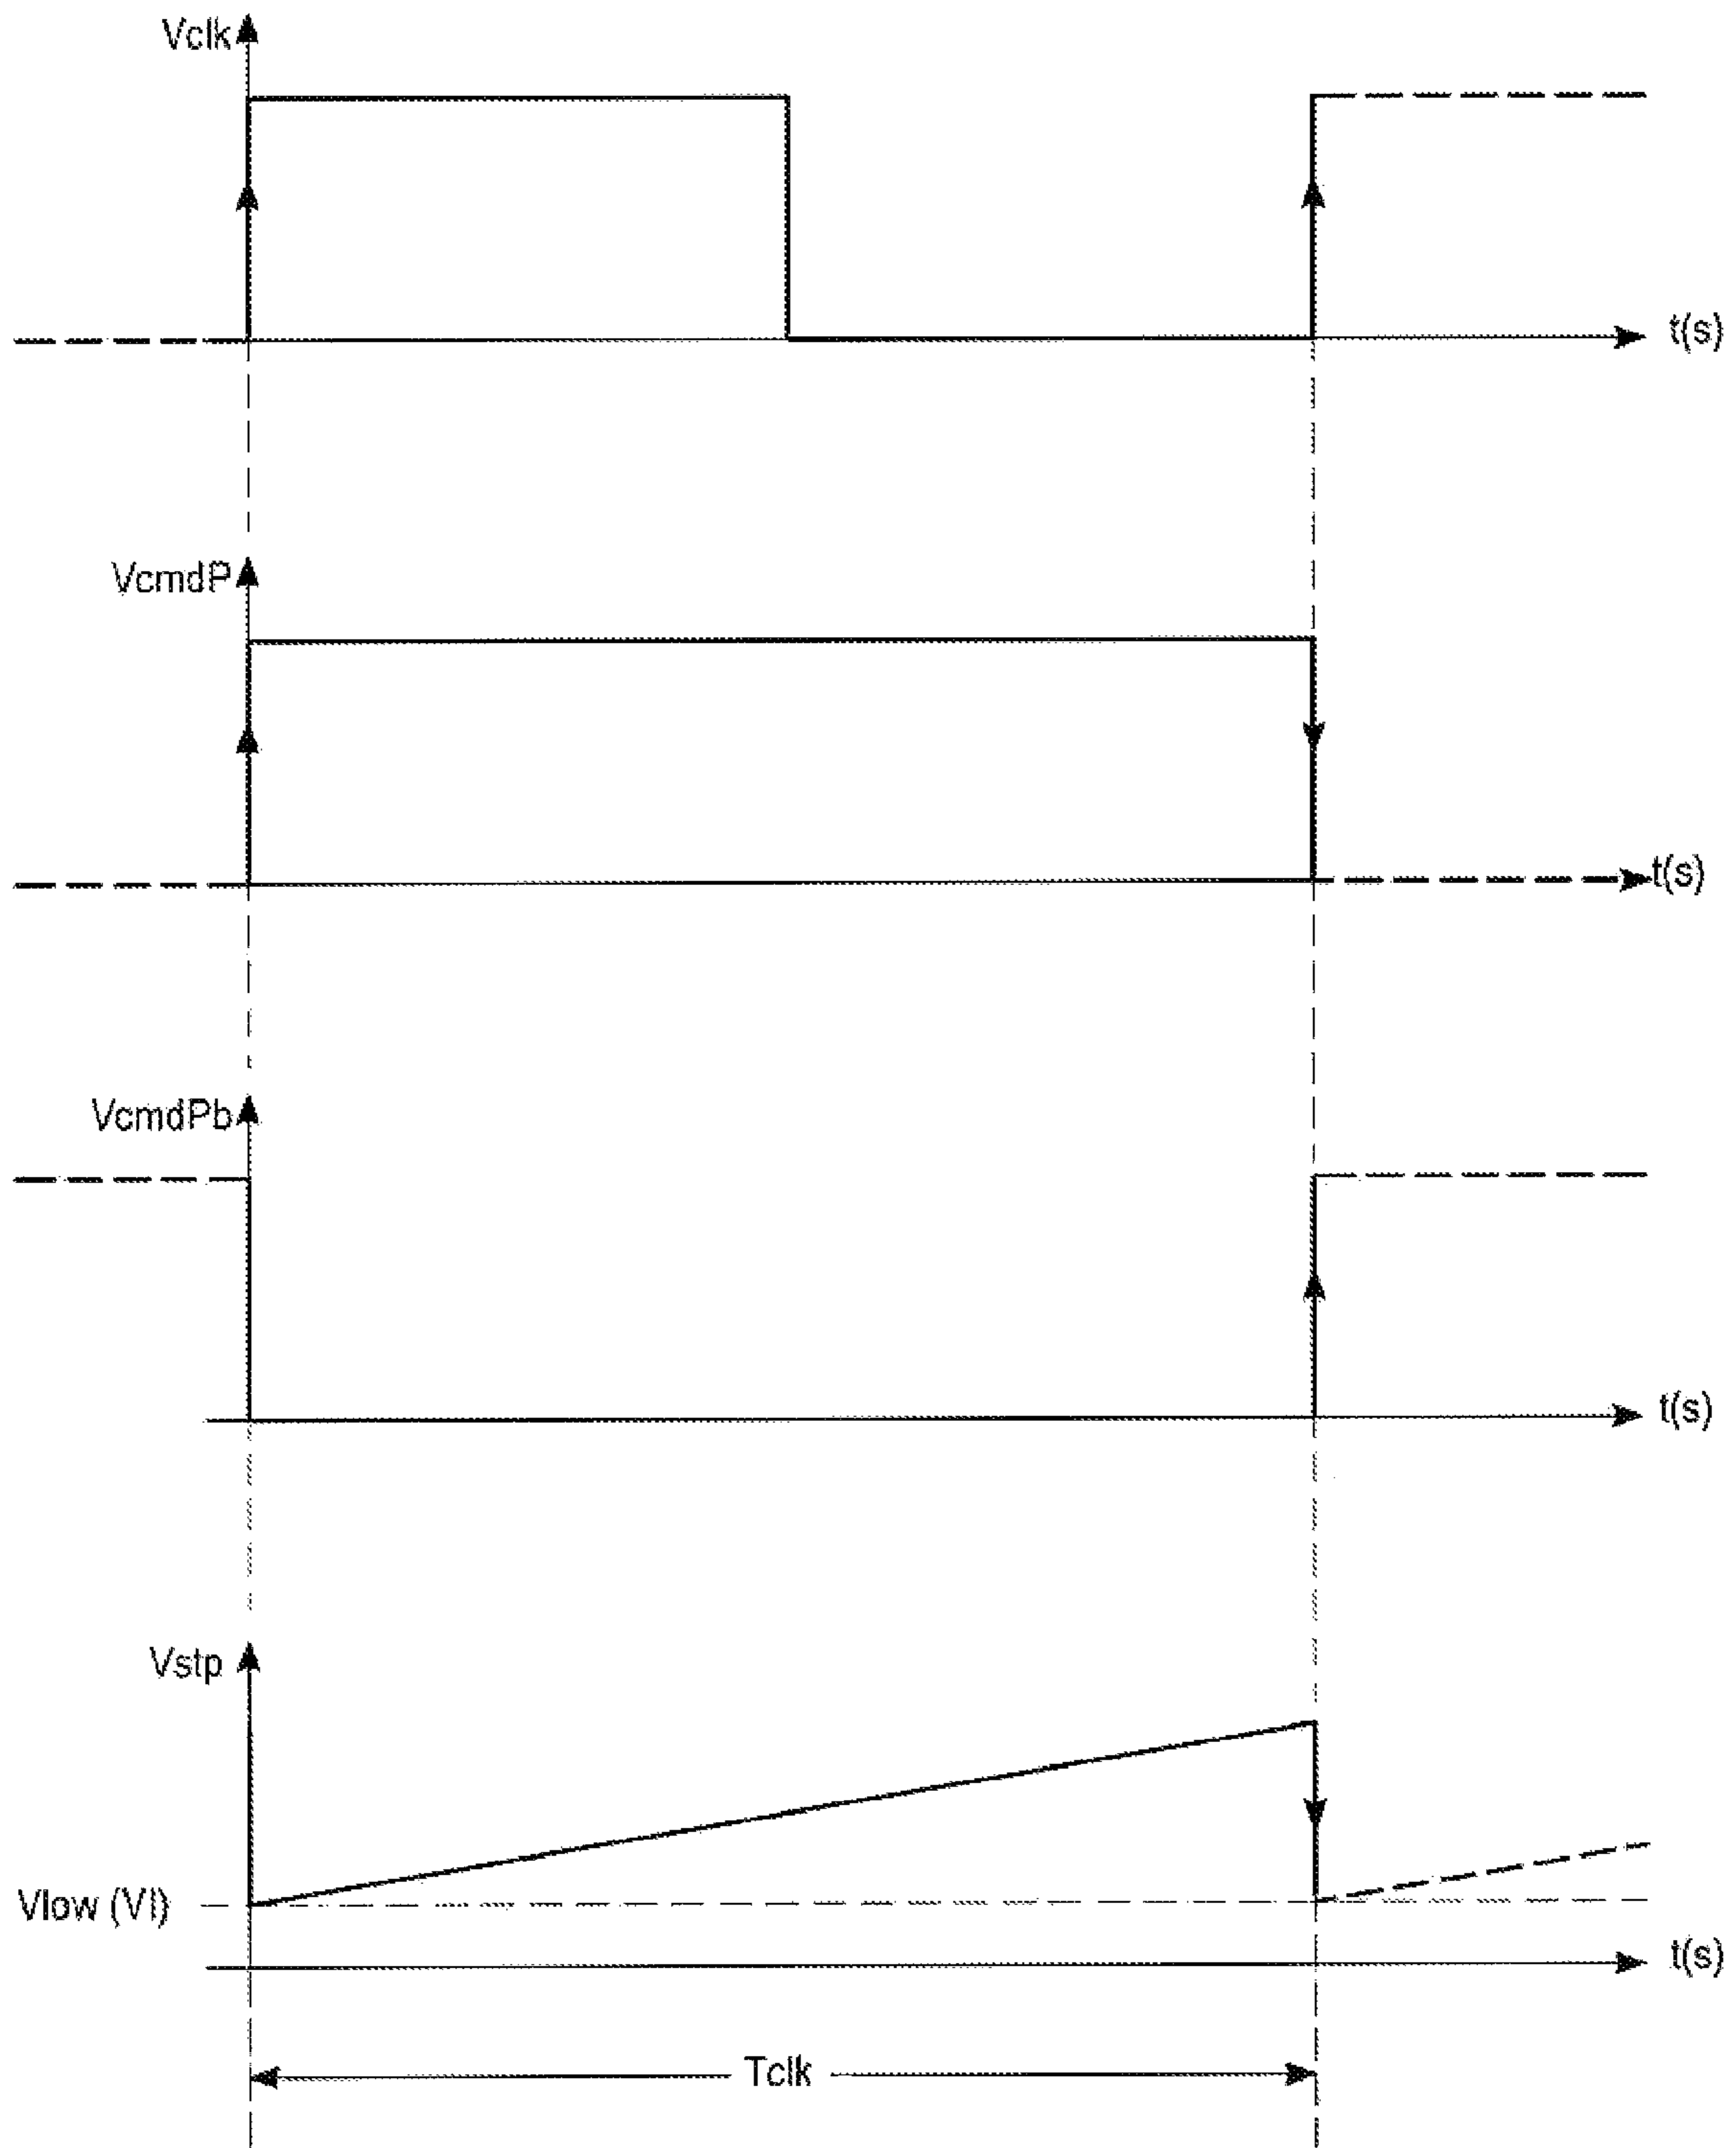 Vclk
t(s)
VcmdP
t(s)
VcmdPb
t(s)
Vstp
Vlow (Vl)
t(s)
Tclk